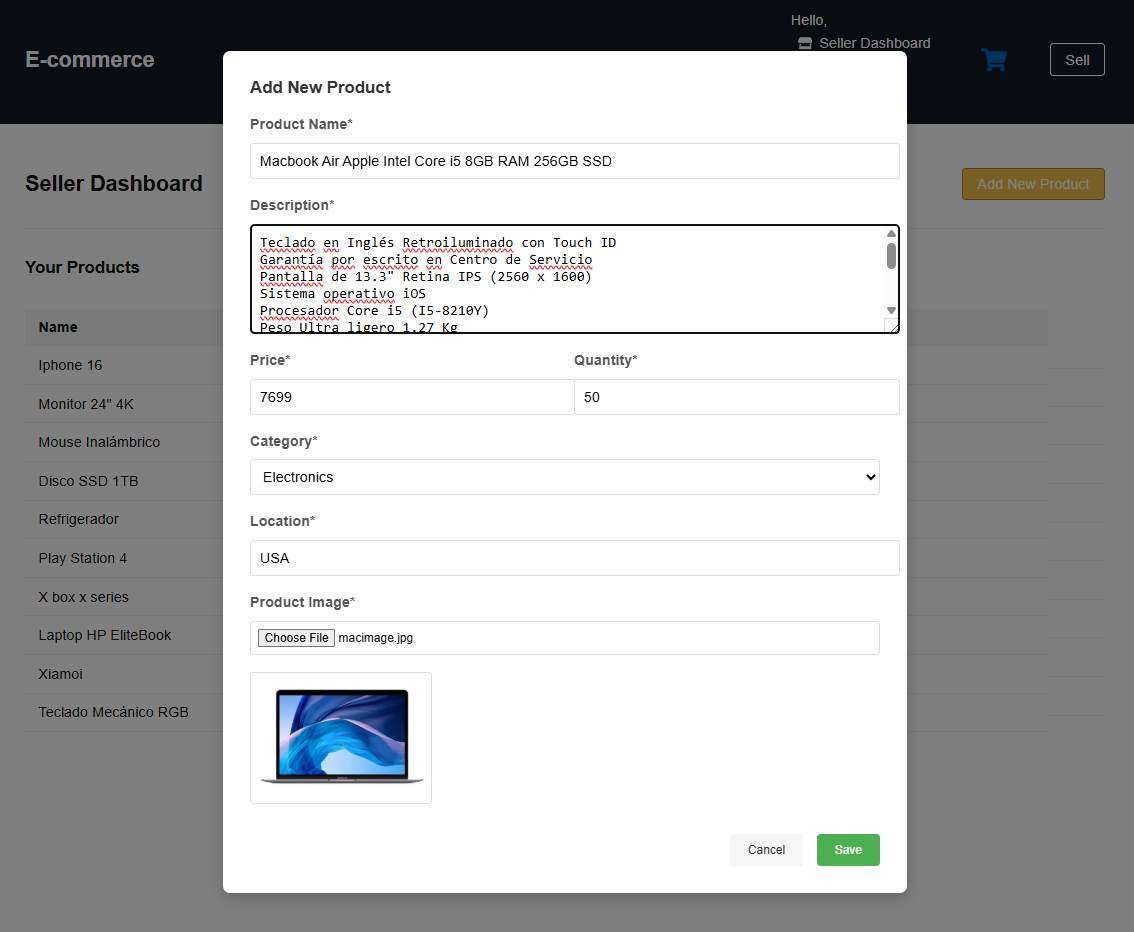 Hello,
Seller Dashboard
E-commerce
Sell
Add New Product
Product Name*
Macbook Air Apple Intel Core i5 8GB RAM 256GB SSD
Seller Dashboard
Add New Product
Description*
Teclado en Inglés Retroiluminado con Touch ID
Garantía por escrito en Centro de Servicio
Pantalla de 13.3" Retina IPS (2560 x 1600)
Sistema operativo iOS
Procesador Core i5 (I5-8210Y)
Peso Ultra ligero 1.27 Kg
Your Products
Name
Iphone 16
Monitor 24" 4K
Mouse Inalámbrico
Disco SSD 1TB
Refrigerador
Play Station 4
X box x series
Laptop HP EliteBook
Xiamoi
Teclado Mecánico RGB
Price* Quantity*
7699 50
Category*
Electronics
Location*
USA
Product Image*
Choose File macimage.jpg
Cancel Save